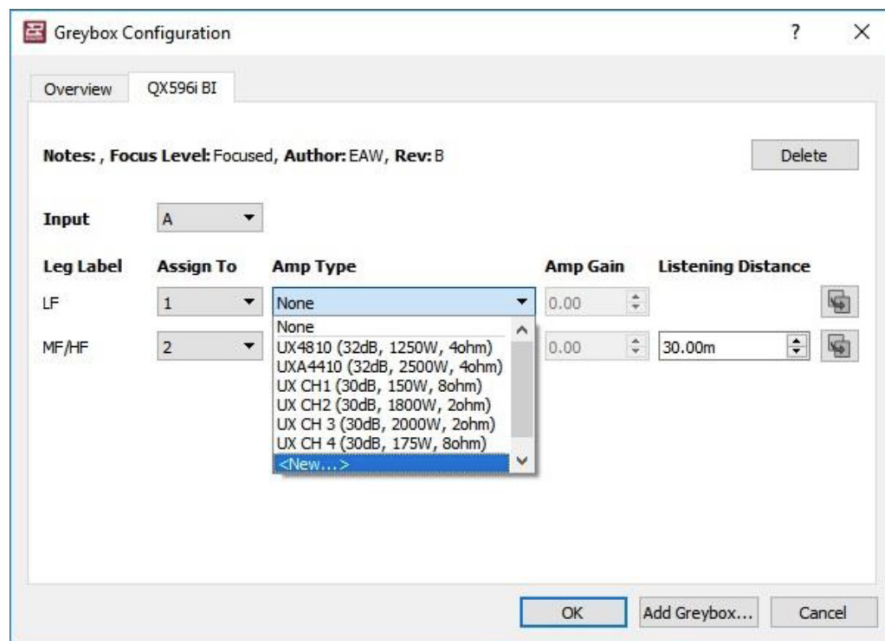 Greybox Configuration ?
Overview QX596i BI
Notes: , Focus Level: Focused, Author: EAW, Rev: B Delete
Input A
Leg Label Assign To Amp Type Amp Gain Listening Distance
LF 1 None 0.00
None
UX4810 (32dB, 1250W, 4ohm)
MF/HF 2 0.00 30.00m
UXA4410 (32dB, 2500W, 4ohm)
UX CH1 (30dB, 150W, 8ohm)
UX CH2 (30dB, 1800W, 2ohm)
UX CH 3 (30dB, 2000W, 2ohm)
UX CH 4 (30dB, 175W, 8ohm)
<New...>
OK Add Greybox... Cancel